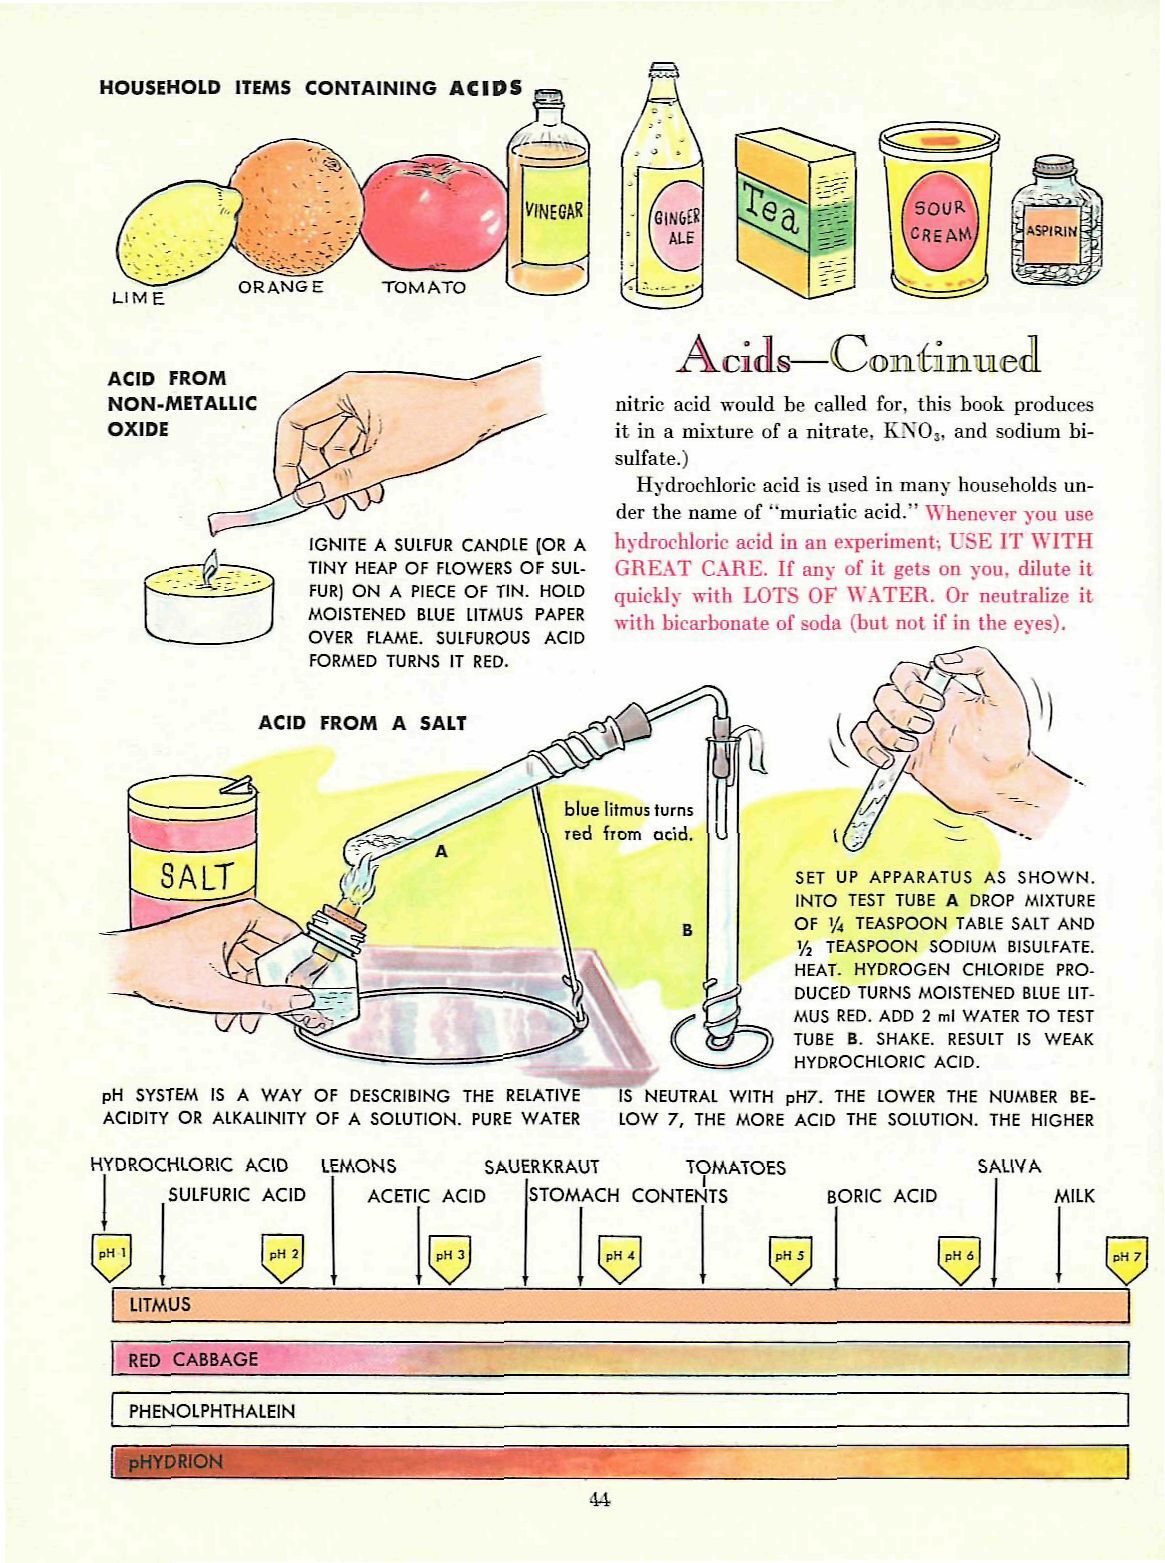 HOUSEHOLD ITEMS CONTAINING ACIDS
LIME
ORANGE
TOMATO
VINEGAR
GINGER
ALE
Tea
SOUR
CREAM
ASPIRIN
Acids—Continued
nitric acid would be called for, this book produces
it in a mixture of a nitrate, KNO₃, and sodium bi-
sulfate.)
Hydrochloric acid is used in many households un-
der the name of “muriatic acid.” Whenever you use
hydrochloric acid in an experiment, USE IT WITH
GREAT CARE. If any of it gets on you, dilute it
quickly with LOTS OF WATER. Or neutralize it
with bicarbonate of soda (but not if in the eyes).
ACID FROM
NON-METALLIC
OXIDE
IGNITE A SULFUR CANDLE (OR A
TINY HEAP OF FLOWERS OF SUL-
FUR) ON A PIECE OF TIN. HOLD
MOISTENED BLUE LITMUS PAPER
OVER FLAME. SULFUROUS ACID
FORMED TURNS IT RED.
ACID FROM A SALT
SALT
A
blue litmus turns
red from acid.
B
SET UP APPARATUS AS SHOWN.
INTO TEST TUBE A DROP MIXTURE
OF ¼ TEASPOON TABLE SALT AND
½ TEASPOON SODIUM BISULFATE.
HEAT. HYDROGEN CHLORIDE PRO-
DUCED TURNS MOISTENED BLUE LIT-
MUS RED. ADD 2 ml WATER TO TEST
TUBE B. SHAKE. RESULT IS WEAK
HYDROCHLORIC ACID.
pH SYSTEM IS A WAY OF DESCRIBING THE RELATIVE
ACIDITY OR ALKALINITY OF A SOLUTION. PURE WATER
IS NEUTRAL WITH pH7. THE LOWER THE NUMBER BE-
LOW 7, THE MORE ACID THE SOLUTION. THE HIGHER
HYDROCHLORIC ACID LEMONS SAUERKRAUT TOMATOES SALIVA
SULFURIC ACID ACETIC ACID STOMACH CONTENTS BORIC ACID MILK
pH 1 pH 2 pH 3 pH 4 pH 5 pH 6 pH 7
LITMUS
RED CABBAGE
PHENOLPHTHALEIN
pHYDRION
44